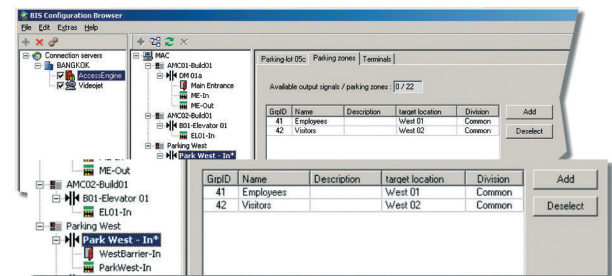 BIS Configuration Browser
File Edit Extras Help
Connection servers
BANGKOK
AccessEngine
Videojet
MAC
AMC01-Build01
DM 01a
Main Entrance
ME-In
ME-Out
AMC02-Build01
B01-Elevator 01
EL01-In
Parking West
Park West - In*
Parking-lot 05c Parking zones Terminals
Available output signals / parking zones : 0 / 22
GrpID Name Description target location Division
41 Employees West 01 Common
42 Visitors West 02 Common
Add
Deselect
ME-Out
AMC02-Build01
B01-Elevator 01
EL01-In
Parking West
Park West - In*
WestBarrier-In
ParkWest-In
GrpID Name Description target location Division
41 Employees West 01 Common
42 Visitors West 02 Common
Add
Deselect